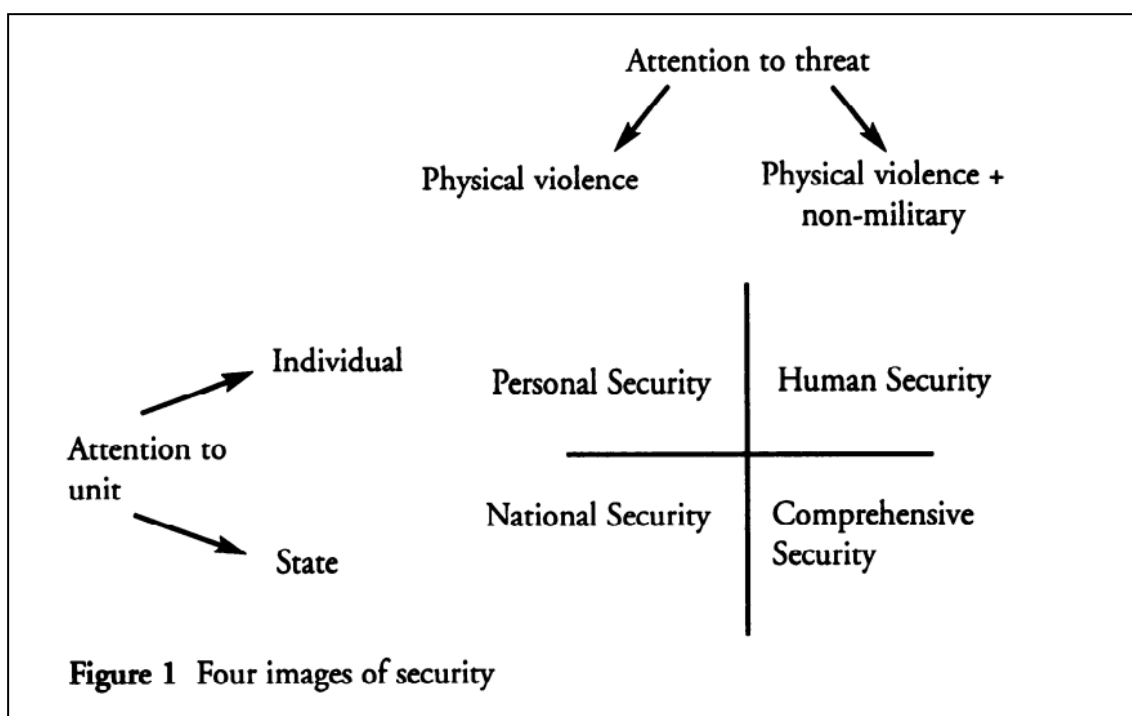 Attention to threat
Physical violence
Physical violence +
non-military
Individual
Personal Security
Human Security
Attention to
unit
National Security
Comprehensive
Security
State
Figure 1 Four images of security